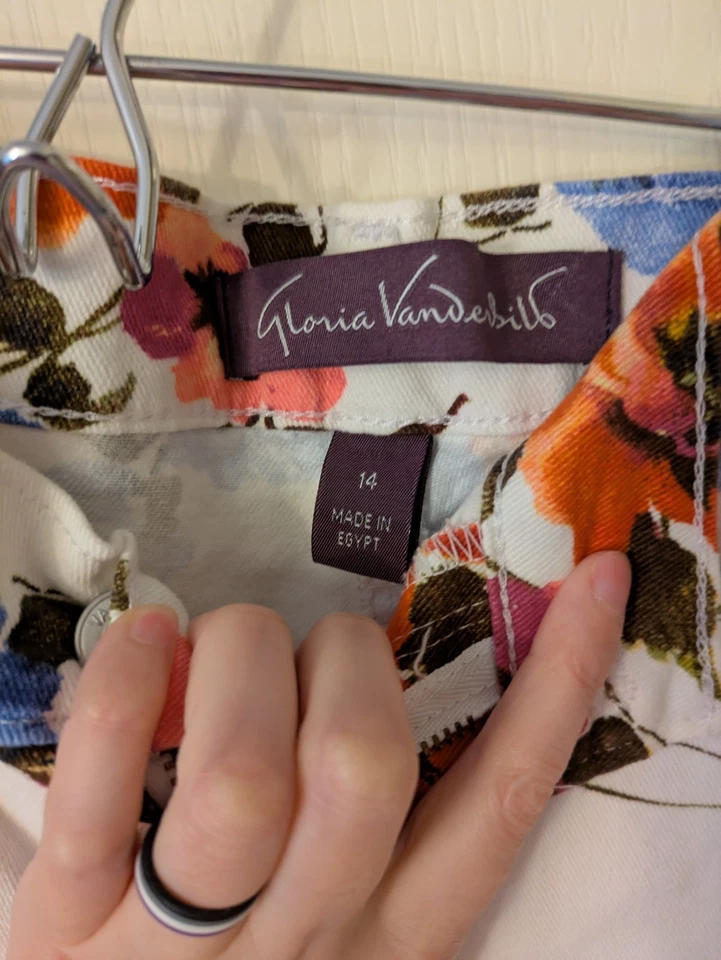 Gloria Vanderbilt
14
MADE IN
EGYPT